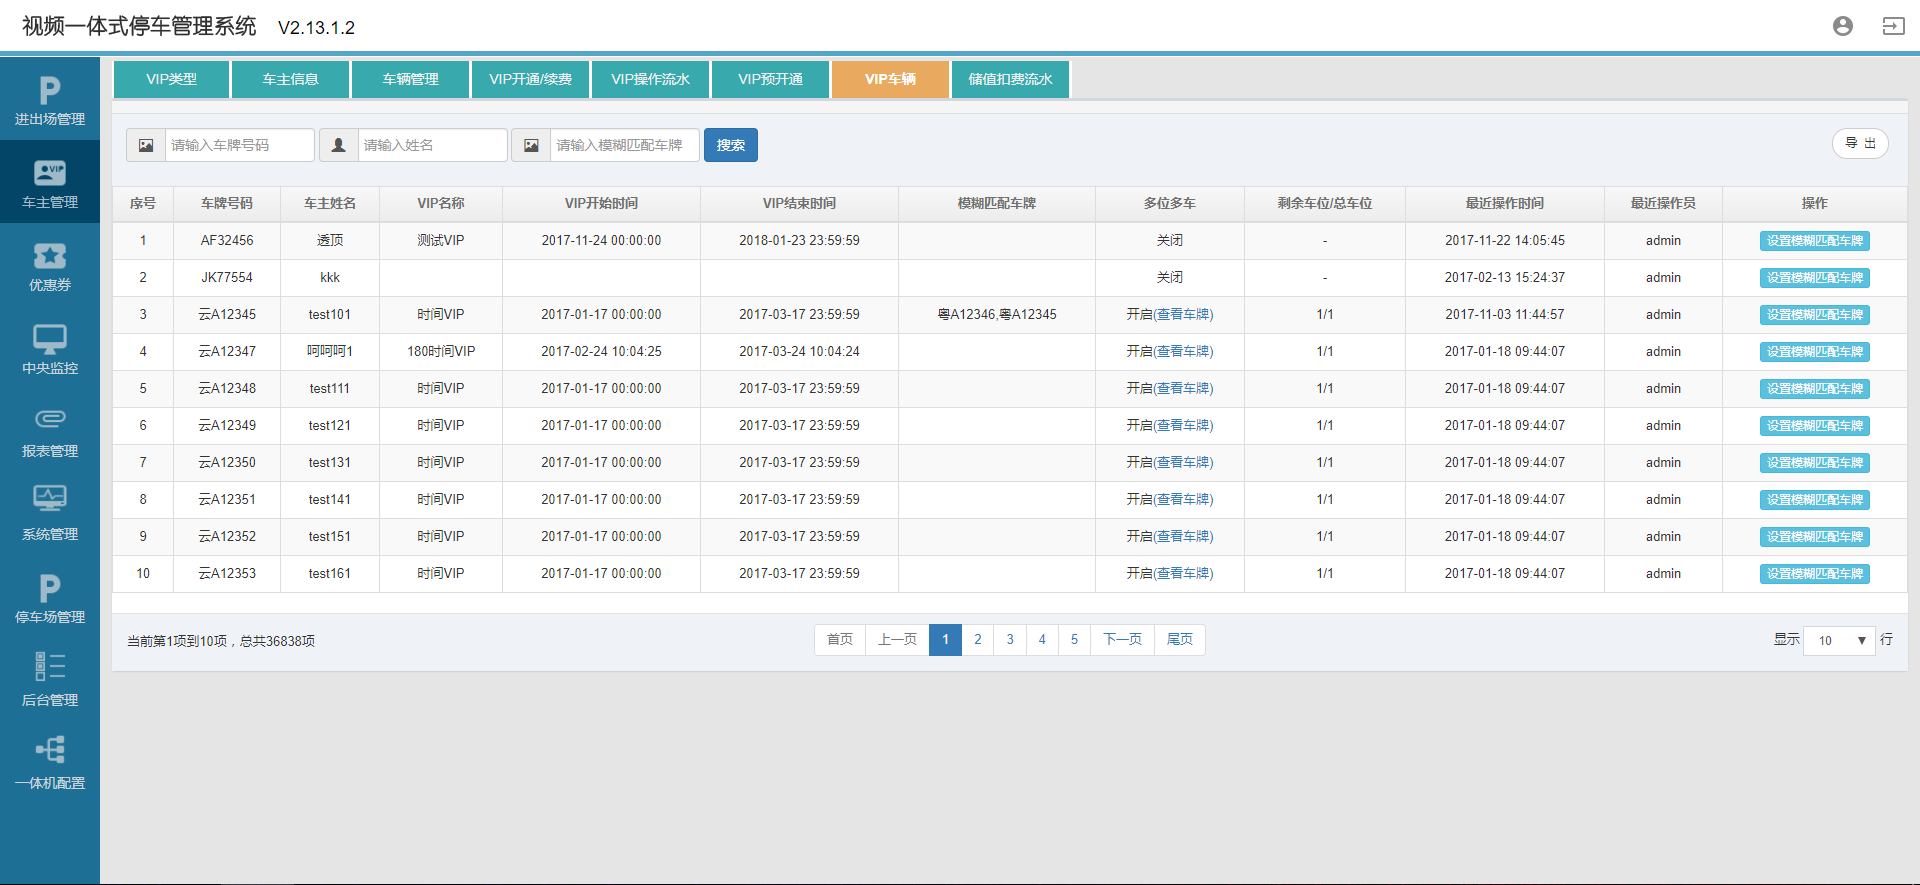 视频一体式停车管理系统 V2.13.1.2
进出场管理
车主管理
优惠券
中央监控
报表管理
系统管理
停车场管理
后台管理
一体机配置
VIP类型 车主信息 车辆管理 VIP开通/续费 VIP操作流水 VIP预开通 VIP车辆 储值扣费流水
请输入车牌号码 请输入姓名 请输入模糊匹配车牌 搜索 导 出
序号 车牌号码 车主姓名 VIP名称 VIP开始时间 VIP结束时间 模糊匹配车牌 多位多车 剩余车位/总车位 最近操作时间 最近操作员 操作
1 AF32456 透顶 测试VIP 2017-11-24 00:00:00 2018-01-23 23:59:59 关闭 - 2017-11-22 14:05:45 admin 设置模糊匹配车牌
2 JK77554 kkk 关闭 - 2017-02-13 15:24:37 admin 设置模糊匹配车牌
3 云A12345 test101 时间VIP 2017-01-17 00:00:00 2017-03-17 23:59:59 粤A12346,粤A12345 开启(查看车牌) 1/1 2017-11-03 11:44:57 admin 设置模糊匹配车牌
4 云A12347 呵呵呵1 180时间VIP 2017-02-24 10:04:25 2017-03-24 10:04:24 开启(查看车牌) 1/1 2017-01-18 09:44:07 admin 设置模糊匹配车牌
5 云A12348 test111 时间VIP 2017-01-17 00:00:00 2017-03-17 23:59:59 开启(查看车牌) 1/1 2017-01-18 09:44:07 admin 设置模糊匹配车牌
6 云A12349 test121 时间VIP 2017-01-17 00:00:00 2017-03-17 23:59:59 开启(查看车牌) 1/1 2017-01-18 09:44:07 admin 设置模糊匹配车牌
7 云A12350 test131 时间VIP 2017-01-17 00:00:00 2017-03-17 23:59:59 开启(查看车牌) 1/1 2017-01-18 09:44:07 admin 设置模糊匹配车牌
8 云A12351 test141 时间VIP 2017-01-17 00:00:00 2017-03-17 23:59:59 开启(查看车牌) 1/1 2017-01-18 09:44:07 admin 设置模糊匹配车牌
9 云A12352 test151 时间VIP 2017-01-17 00:00:00 2017-03-17 23:59:59 开启(查看车牌) 1/1 2017-01-18 09:44:07 admin 设置模糊匹配车牌
10 云A12353 test161 时间VIP 2017-01-17 00:00:00 2017-03-17 23:59:59 开启(查看车牌) 1/1 2017-01-18 09:44:07 admin 设置模糊匹配车牌
当前第1项到10项，总共36838项 首页 上一页 1 2 3 4 5 下一页 尾页 显示 10 ▼ 行